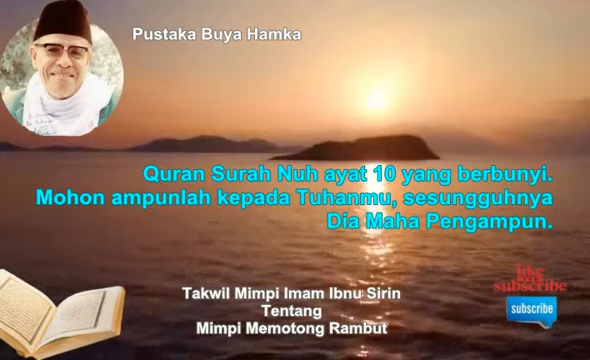 Pustaka Buya Hamka
Quran Surah Nuh ayat 10 yang berbunyi.
Mohon ampunlah kepada Tuhanmu, sesungguhnya
Dia Maha Pengampun.
Takwil Mimpi Imam Ibnu Sirin
Tentang
Mimpi Memotong Rambut
like
subscribe
subscribe